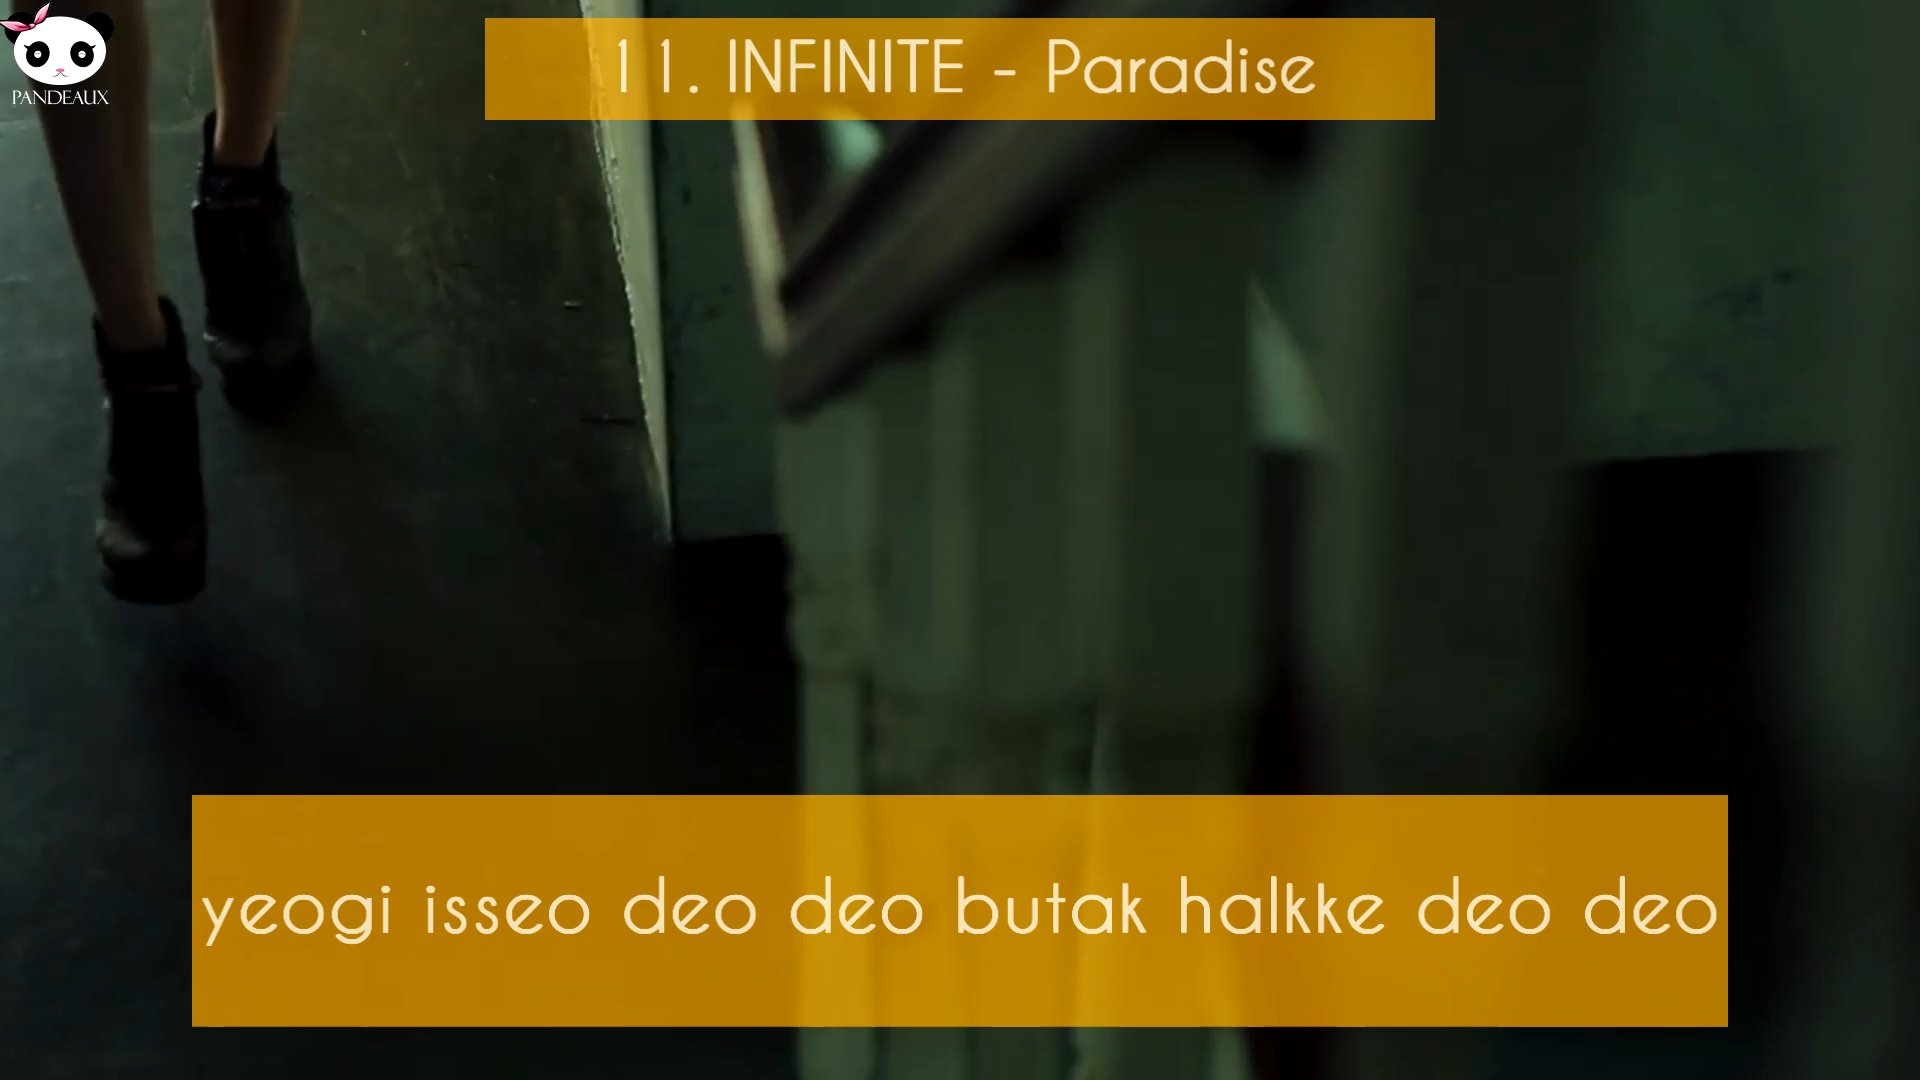 PANDEAUX
11. INFINITE - Paradise
yeogi isseo deo deo butak halkke deo deo